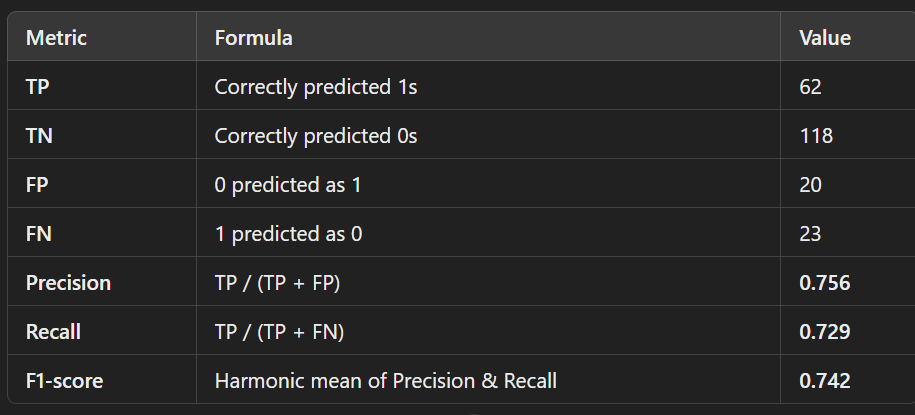 Metric Formula Value
TP Correctly predicted 1s 62
TN Correctly predicted 0s 118
FP 0 predicted as 1 20
FN 1 predicted as 0 23
Precision TP / (TP + FP) 0.756
Recall TP / (TP + FN) 0.729
F1-score Harmonic mean of Precision & Recall 0.742